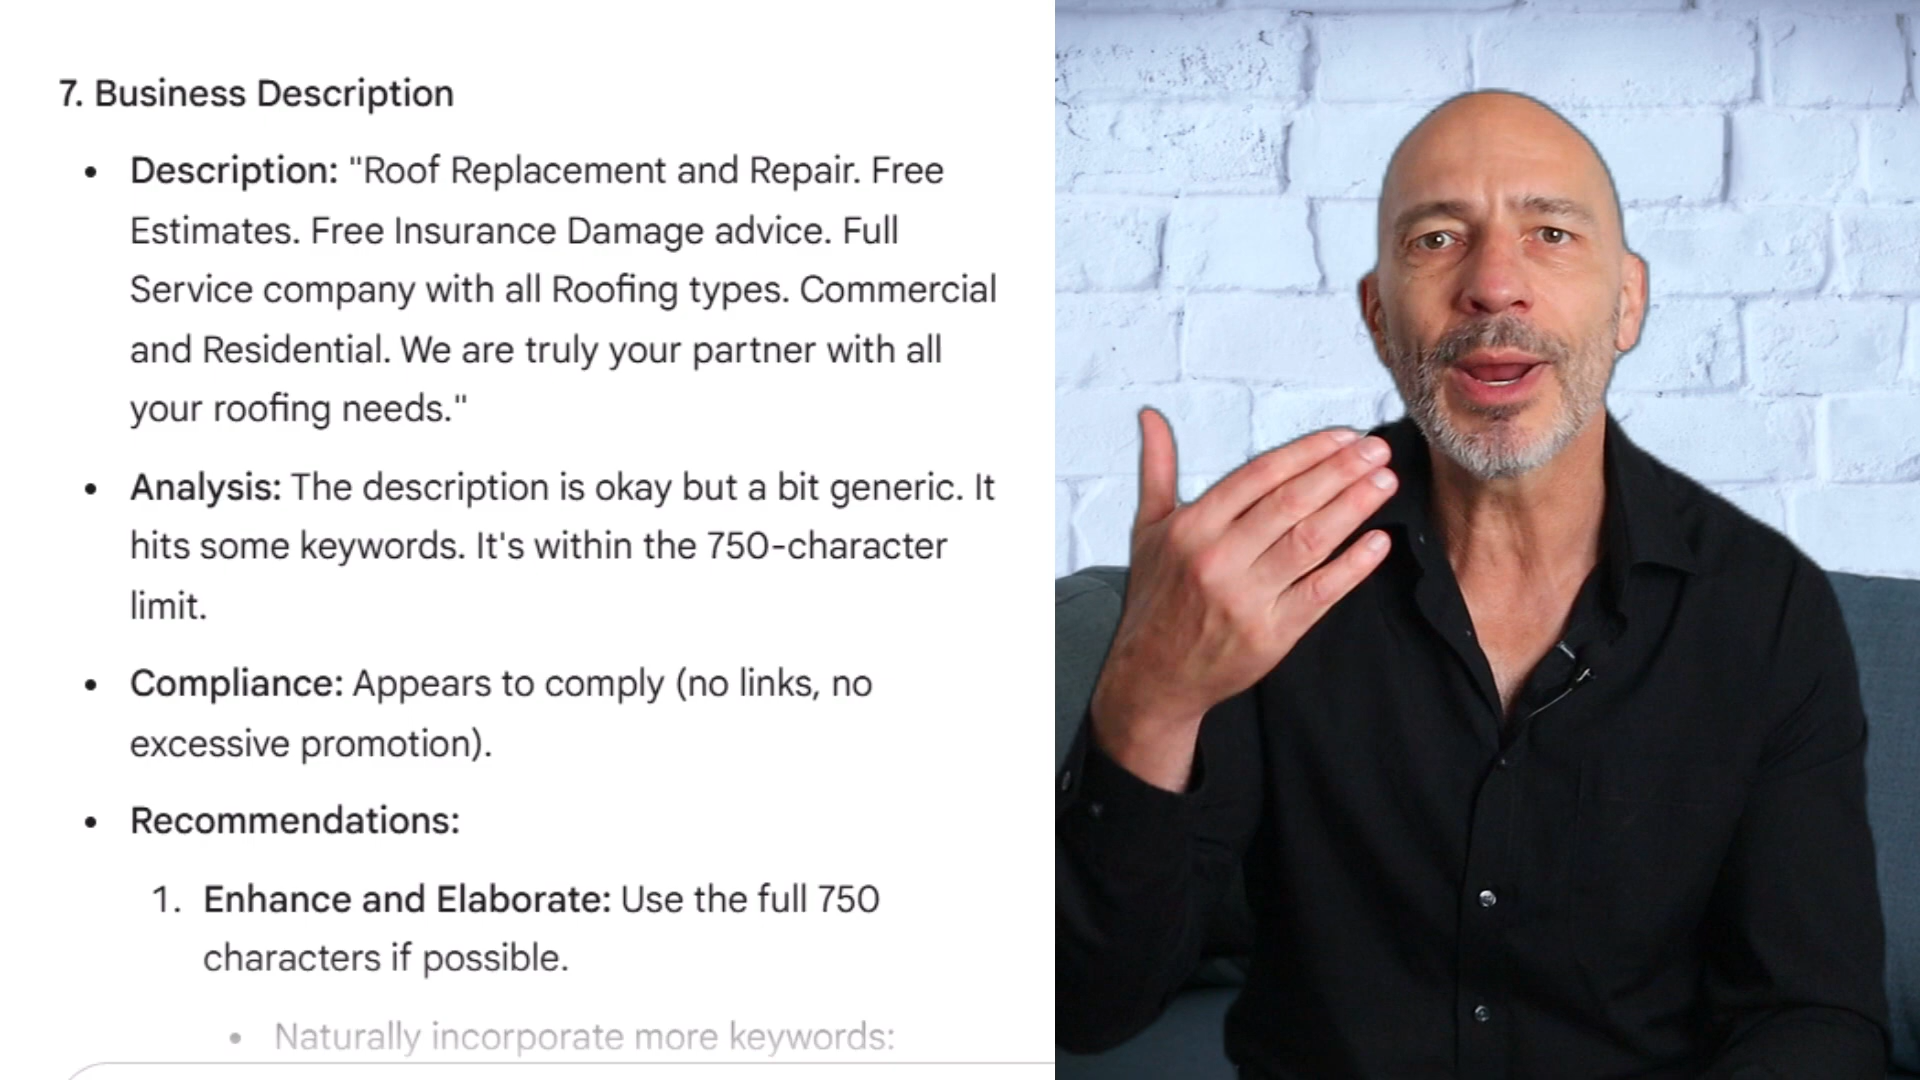 7. Business Description
• Description: "Roof Replacement and Repair. Free
Estimates. Free Insurance Damage advice. Full
Service company with all Roofing types. Commercial
and Residential. We are truly your partner with all
your roofing needs."
• Analysis: The description is okay but a bit generic. It
hits some keywords. It's within the 750-character
limit.
• Compliance: Appears to comply (no links, no
excessive promotion).
• Recommendations:
1. Enhance and Elaborate: Use the full 750
characters if possible.
• Naturally incorporate more keywords: